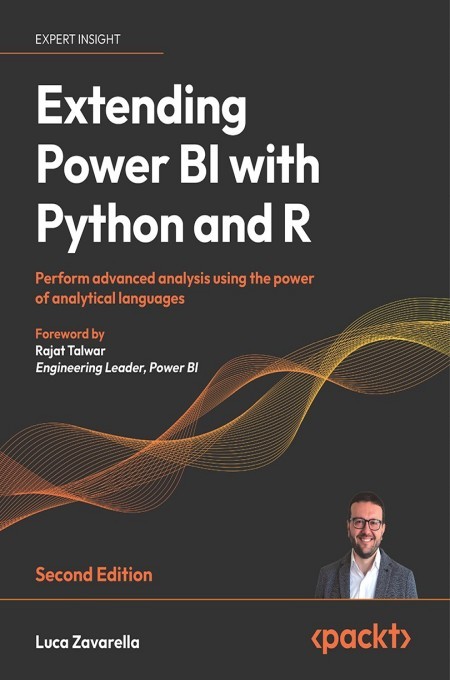 EXPERT INSIGHT
Extending
Power BI with
Python and R
Perform advanced analysis using the power
of analytical languages
Foreword by
Rajat Talwar
Engineering Leader, Power BI
Second Edition
Luca Zavarella
<packt>